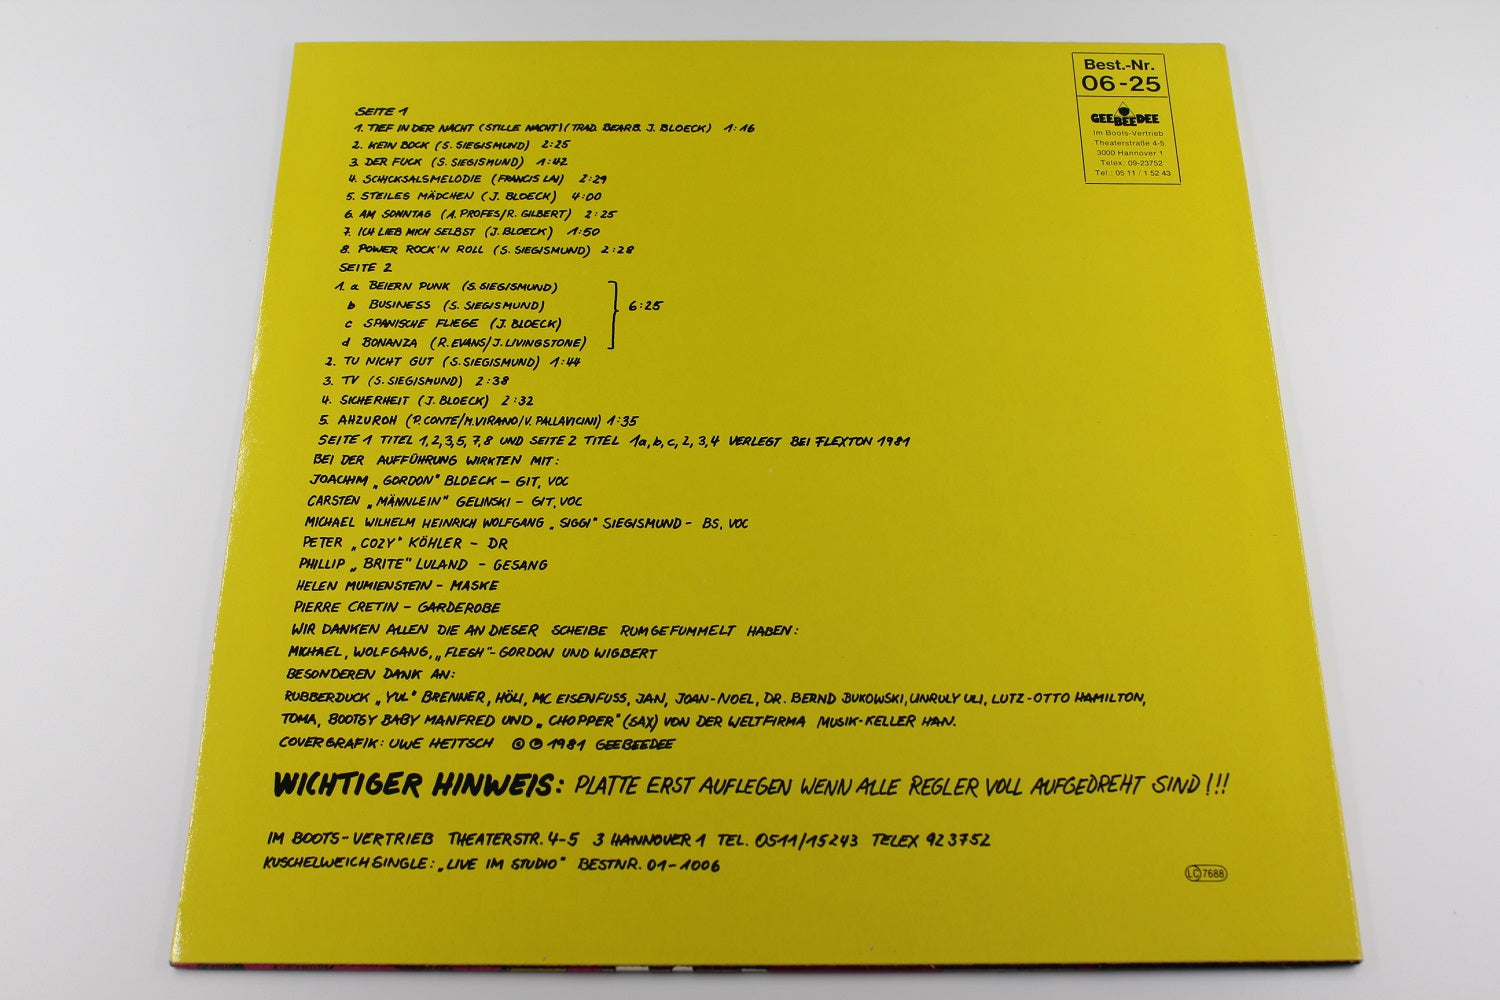 Best.-Nr.
06-25
GEEBEEDEE
Im Boots-Vertrieb
Theaterstraße 4-5
3000 Hannover 1
Telex: 09-23752
Tel.: 05 11 / 1 52 43
SEITE 1
1. TIEF IN DER NACHT (STILLE NACHT) (TRAD. BEARB. J. BLOECK) 1:16
2. KEIN BOCK (S. SIEGISMUND) 2:25
3. DER FUCK (S. SIEGISMUND) 1:42
4. SCHICKSALSMELODIE (FRANCIS LAI) 2:29
5. STEILES MÄDCHEN (J. BLOECK) 4:00
6. AM SONNTAG (A. PROFES/R. GILBERT) 2:25
7. ICH LIEB MICH SELBST (J. BLOECK) 1:50
8. POWER ROCK'N ROLL (S. SIEGISMUND) 2:28
SEITE 2
1. a BEIERN PUNK (S. SIEGISMUND)
b BUSINESS (S. SIEGISMUND) 6:25
c SPANISCHE FLIEGE (J. BLOECK)
d BONANZA (R. EVANS/J. LIVINGSTONE)
2. TU NICHT GUT (S. SIEGISMUND) 1:44
3. TV (S. SIEGISMUND) 2:38
4. SICHERHEIT (J. BLOECK) 2:32
5. AHZUROH (P. CONTE/M. VIRANO/V. PALLAVICINI) 1:35
SEITE 1 TITEL 1,2,3,5,7,8 UND SEITE 2 TITEL 1a,b,c,2,3,4 VERLEGT BEI FLEXTON 1981
BEI DER AUFFÜHRUNG WIRKTEN MIT:
JOACHIM „GORDON" BLOECK – GIT, VOC
CARSTEN „MÄNNLEIN" GELINSKI – GIT, VOC
MICHAEL WILHELM HEINRICH WOLFGANG „SIGGI" SIEGISMUND – BS, VOC
PETER „COZY" KÖHLER – DR
PHILLIP „BRITE" LULAND – GESANG
HELEN MUMIENSTEIN – MASKE
PIERRE CRETIN – GARDEROBE
WIR DANKEN ALLEN DIE AN DIESER SCHEIBE RUMGEFUMMELT HABEN:
MICHAEL, WOLFGANG, „FLEGH"-GORDON UND WIGBERT
BESONDEREN DANK AN:
RUBBERDUCK „YUL" BRENNER, HÖLI, MC EISENFUSS, JAN, JOAN-NOEL, DR. BERND BUKOWSKI, UNRULY ULI, LUTZ-OTTO HAMILTON,
TOMA, BOOTSY BABY MANFRED UND „CHOPPER" (SAX) VON DER WELTFIRMA MUSIK-KELLER HAN.
COVERGRAFIK: UWE HEITSCH © ℗ 1981 GEEBEEDEE
WICHTIGER HINWEIS: PLATTE ERST AUFLEGEN WENN ALLE REGLER VOLL AUFGEDREHT SIND!!!
IM BOOTS-VERTRIEB THEATERSTR. 4-5 3 HANNOVER 1 TEL. 0511/15243 TELEX 923752
KUSCHELWEICHSINGLE: „LIVE IM STUDIO" BESTNR. 01-1006
LC 7688